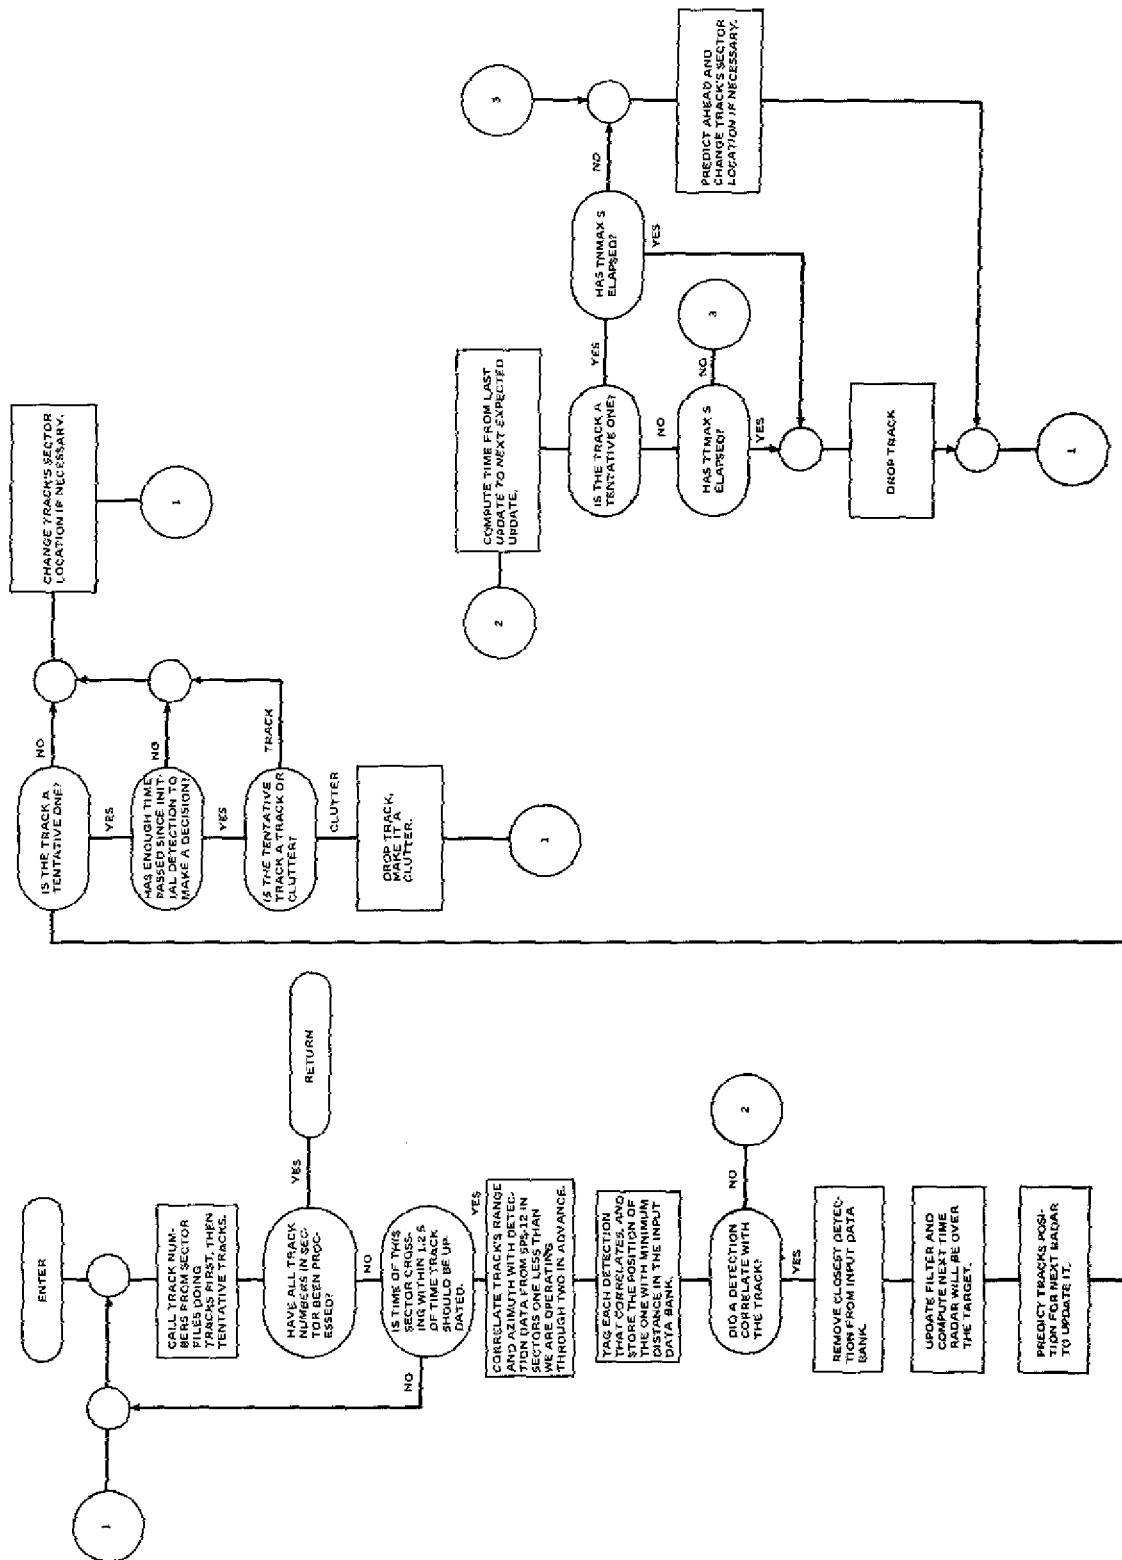 ENTER
1
CALL TRACK NUM-
BERS FROM SECTOR
FILES DOING
TRACKS FIRST, THEN
TENTATIVE TRACKS.
HAVE ALL TRACK
NUMBERS IN SEC-
TOR BEEN PROC-
ESSED?
YES
RETURN
NO
IS TIME OF THIS
SECTOR CROSS-
ING WITHIN 1.25
OF TIME TRACK
SHOULD BE UP-
DATED.
NO
YES
CORRELATE TRACK'S RANGE
AND AZIMUTH WITH DETEC-
TION DATA FROM SPS-12 IN
SECTORS ONE LESS THAN
WE ARE OPERATING
THROUGH TWO IN ADVANCE.
TAG EACH DETECTION
THAT CORRELATES, AND
STORE THE POSITION OF
THE ONE WITH MINIMUM
DISTANCE IN THE INPUT
DATA BANK.
DID A DETECTION
CORRELATE WITH
THE TRACK?
NO
2
YES
REMOVE CLOSEST DETEC-
TION FROM INPUT DATA
BANK.
UPDATE FILTER AND
COMPUTE NEXT TIME
RADAR WILL BE OVER
THE TARGET.
PREDICT TRACKS POSI-
TION FOR NEXT RADAR
TO UPDATE IT.
IS THE TRACK A
TENTATIVE ONE?
NO
YES
HAS ENOUGH TIME
PASSED SINCE INIT-
IAL DETECTION TO
MAKE A DECISION?
NO
YES
IS THE TENTATIVE
TRACK A TRACK OR
CLUTTER?
TRACK
CLUTTER
DROP TRACK,
MAKE IT A
CLUTTER.
1
CHANGE TRACK'S SECTOR
LOCATION IF NECESSARY.
1
2
COMPUTE TIME FROM LAST
UPDATE TO NEXT EXPECTED
UPDATE.
IS THE TRACK A
TENTATIVE ONE?
YES
NO
HAS TNMAX S
ELAPSED?
NO
YES
HAS TTMAX S
ELAPSED?
NO
3
YES
3
PREDICT AHEAD AND
CHANGE TRACK'S SECTOR
LOCATION IF NECESSARY.
DROP TRACK
1